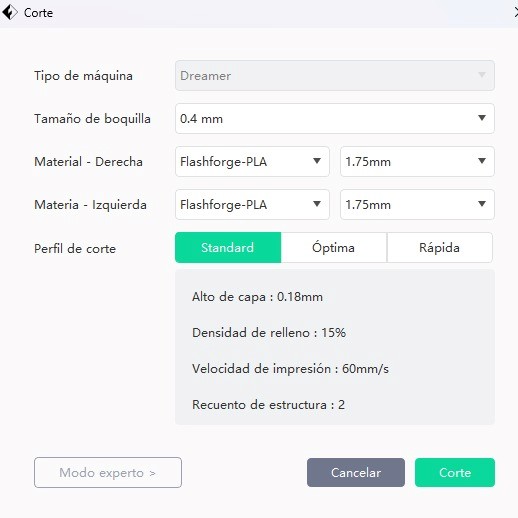 Corte
Tipo de máquina Dreamer
Tamaño de boquilla 0.4 mm
Material - Derecha Flashforge-PLA 1.75mm
Materia - Izquierda Flashforge-PLA 1.75mm
Perfil de corte Standard Óptima Rápida
Alto de capa : 0.18mm
Densidad de relleno : 15%
Velocidad de impresión : 60mm/s
Recuento de estructura : 2
Modo experto > Cancelar Corte